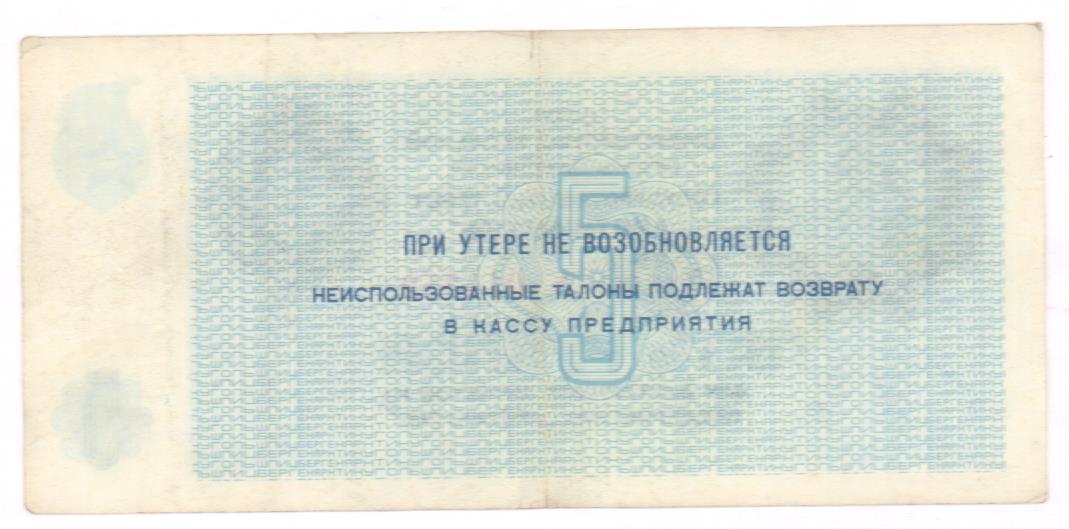 5
ПРИ УТЕРЕ НЕ ВОЗОБНОВЛЯЕТСЯ
НЕИСПОЛЬЗОВАННЫЕ ТАЛОНЫ ПОДЛЕЖАТ ВОЗВРАТУ
В КАССУ ПРЕДПРИЯТИЯ